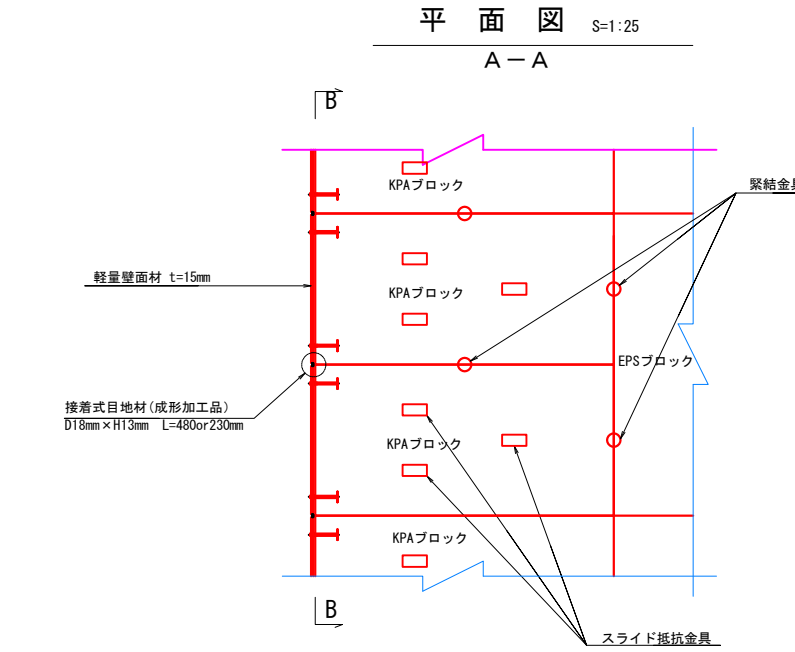 平面図 S=1:25
A-A
B
KPAブロック
緊結金具
軽量壁面材 t=15mm
KPAブロック
EPSブロック
接着式目地材(成形加工品)
D18mm×H13mm L=480or230mm
KPAブロック
KPAブロック
B
スライド抵抗金具